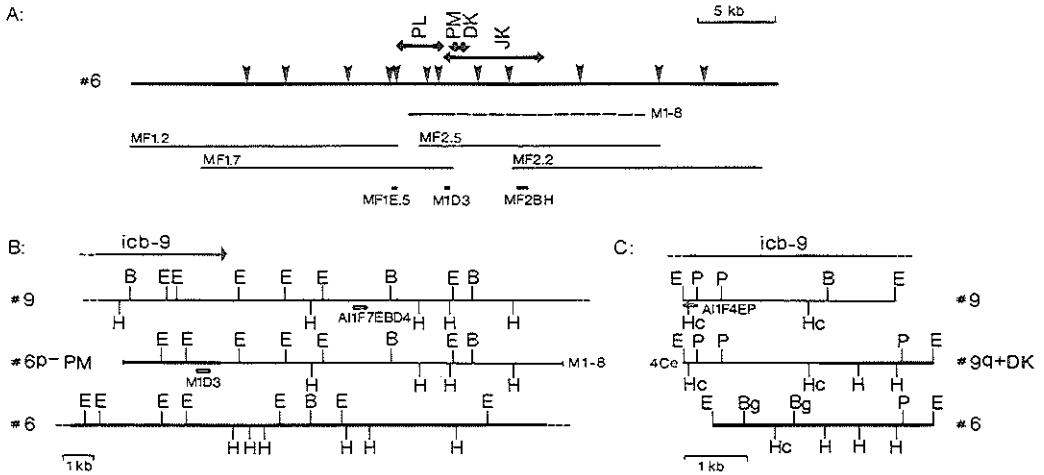 A:
5 kb
PL PM DK JK
#6
M1-8
MF1.2 MF2.5
MF1.7 MF2.2
MF1E.5 M1D3 MF2BH
B:
icb-9
B E E E E E B E B
#9
H H H H H
A11F7EBD4
E E E E E B E B
#6p-PM M1-8
M1D3 H H H H
E E E E E B E E
#6
H H H H H H
1kb
C:
icb-9
E P P B E
#9
A11F4EP
Hc Hc
E P P P E
4Ce #9q+DK
Hc Hc H H
E Bg Bg P E
#6
Hc H H H
1 kb